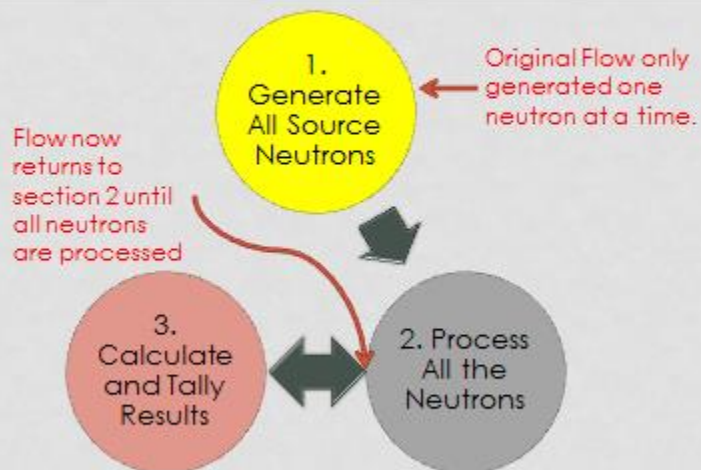 1.
Generate
All Source
Neutrons
Original Flow only
generated one
neutron at a time.
Flow now
returns to
section 2 until
all neutrons
are processed
3.
Calculate
and Tally
Results
2. Process
All the
Neutrons